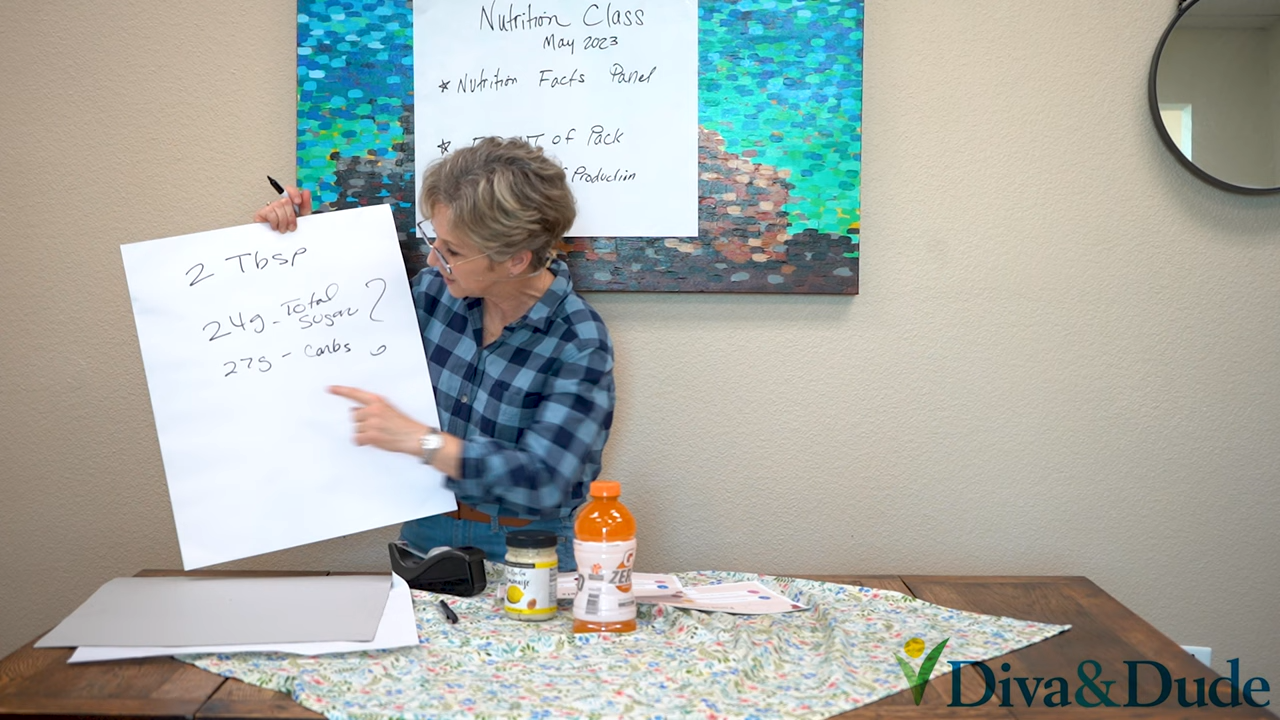 Nutrition Class
May 2023
* Nutrition Facts Panel
* of Pack
Production
2 Tbsp
24g - Total Sugar
27g - Carbs
G
ZERO
Diva&Dude